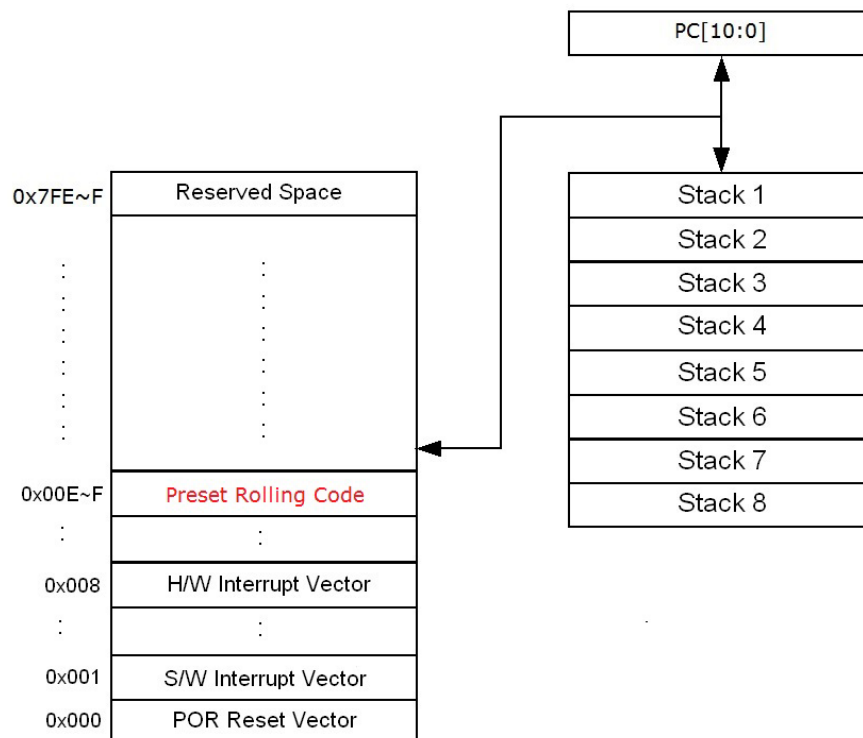 PC[10:0]
0x7FE~F Reserved Space
0x00E~F Preset Rolling Code
0x008 H/W Interrupt Vector
0x001 S/W Interrupt Vector
0x000 POR Reset Vector
Stack 1
Stack 2
Stack 3
Stack 4
Stack 5
Stack 6
Stack 7
Stack 8